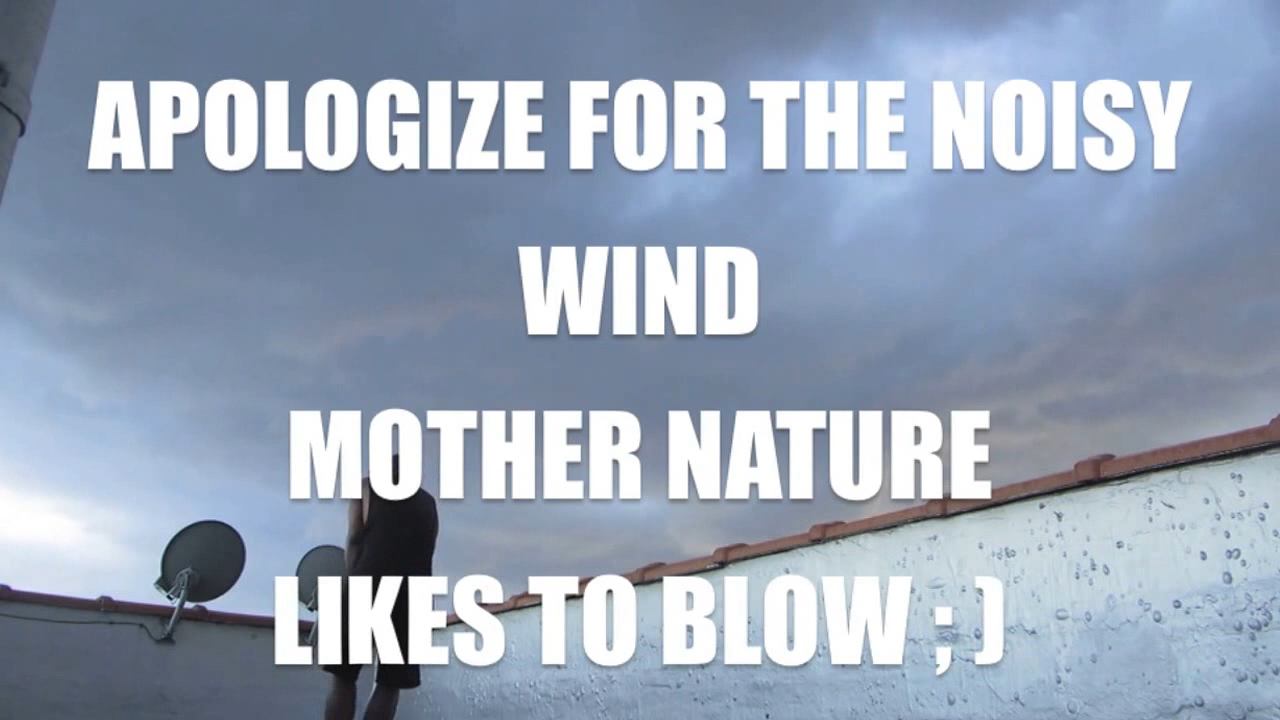 APOLOGIZE FOR THE NOISY
WIND
MOTHER NATURE
LIKES TO BLOW ; )